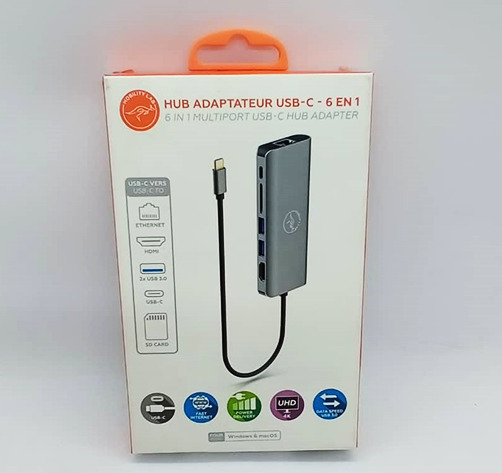 MOBILITY LAB
HUB ADAPTATEUR USB-C - 6 EN 1
6 IN 1 MULTIPORT USB-C HUB ADAPTER
USB-C VERS
USB-C TO
ETHERNET
HDMI
2x USB 3.0
USB-C
SD CARD
USB-C
FAST
INTERNET
POWER
DELIVERY
UHD
4K
DATA SPEED
USB 3.0
Windows & macOS